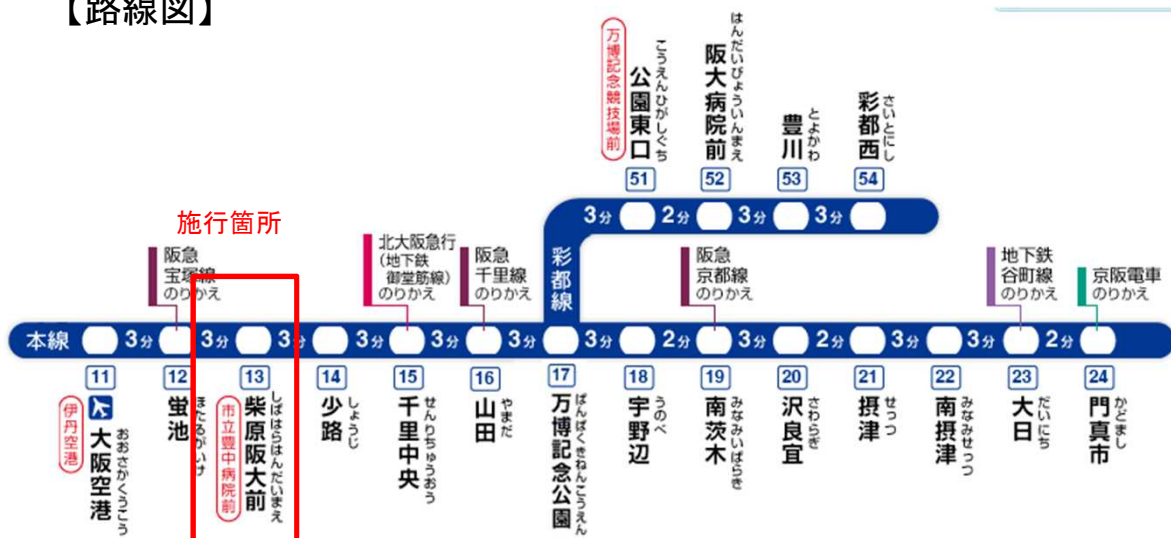 【路線図】
万博記念競技場前
公園東口
こうえんひがしぐち
阪大病院前
はんだいびょういんまえ
豊川
とよかわ
彩都西
さいとにし
51
52
53
54
3分
2分
3分
3分
彩都線
施行箇所
阪急
宝塚線
のりかえ
北大阪急行
(地下鉄
御堂筋線)
のりかえ
阪急
千里線
のりかえ
阪急
京都線
のりかえ
地下鉄
谷町線
のりかえ
京阪電車
のりかえ
本線
3分
3分
3分
3分
3分
3分
3分
2分
3分
2分
3分
3分
2分
11
12
13
14
15
16
17
18
19
20
21
22
23
24
伊丹空港
大阪空港
おおさかくうこう
蛍池
ほたるがいけ
市立豊中病院前
柴原阪大前
しばはらはんだいまえ
少路
しょうじ
千里中央
せんりちゅうおう
山田
やまだ
万博記念公園
ばんぱくきねんこうえん
宇野辺
うのべ
南茨木
みなみいばらき
沢良宜
さわらぎ
摂津
せっつ
南摂津
みなみせっつ
大日
だいにち
門真市
かどまし